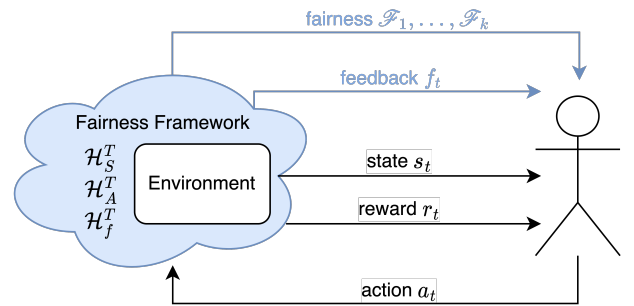 fairness ℱ₁, . . . , ℱₖ
feedback fₜ
Fairness Framework
ℋ_S^T
ℋ_A^T
ℋ_f^T
Environment
state sₜ
reward rₜ
action aₜ